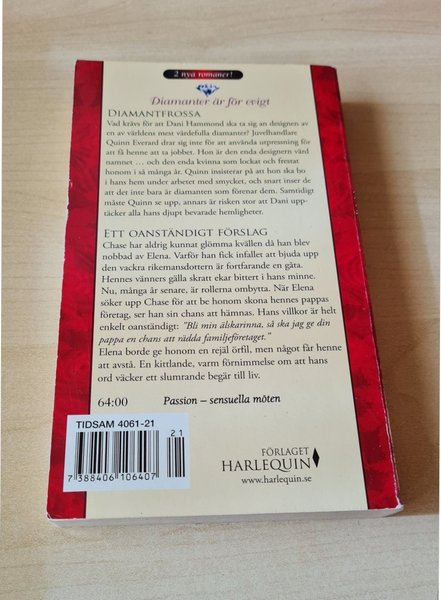 2 nya romaner!
Diamanter är för evigt
DIAMANTFROSSA
Vad krävs för att Dani Hammond ska ta sig an designen av
en av världens mest värdefulla diamanter? Juvelhandlare
Quinn Everard drar sig inte för att använda utpressning för
att få henne att ta jobbet. Hon är den enda designern värd
namnet … och den enda kvinna som lockat och frestat
honom i så många år. Quinn insisterar på att hon ska bo
i hans hem under arbetet med smycket, och snart inser de
att det inte bara är diamanten som förenar dem. Samtidigt
måste Quinn se upp, annars är risken stor att Dani upp-
täcker alla hans djupt bevarade hemligheter.
ETT OANSTÄNDIGT FÖRSLAG
Chase har aldrig kunnat glömma kvällen då han blev
nobbad av Elena. Varför han fick infallet att bjuda upp
den vackra rikemansdottern är fortfarande en gåta.
Hennes vänners gälla skratt ekar bittert i hans minne.
Nu, många år senare, är rollerna ombytta. När Elena
söker upp Chase för att be honom skona hennes pappas
företag, ser han sin chans att hämnas. Hans villkor är helt
enkelt oanständigt: "Bli min älskarinna, så ska jag ge din
pappa en chans att rädda familjeföretaget."
Elena borde ge honom en rejäl örfil, men något får henne
att avstå. En kittlande, varm förnimmelse om att hans
ord väcker ett slumrande begär till liv.
64:00 Passion – sensuella möten
TIDSAM 4061-21
21
7 388406 106407
FÖRLAGET
HARLEQUIN
www.harlequin.se